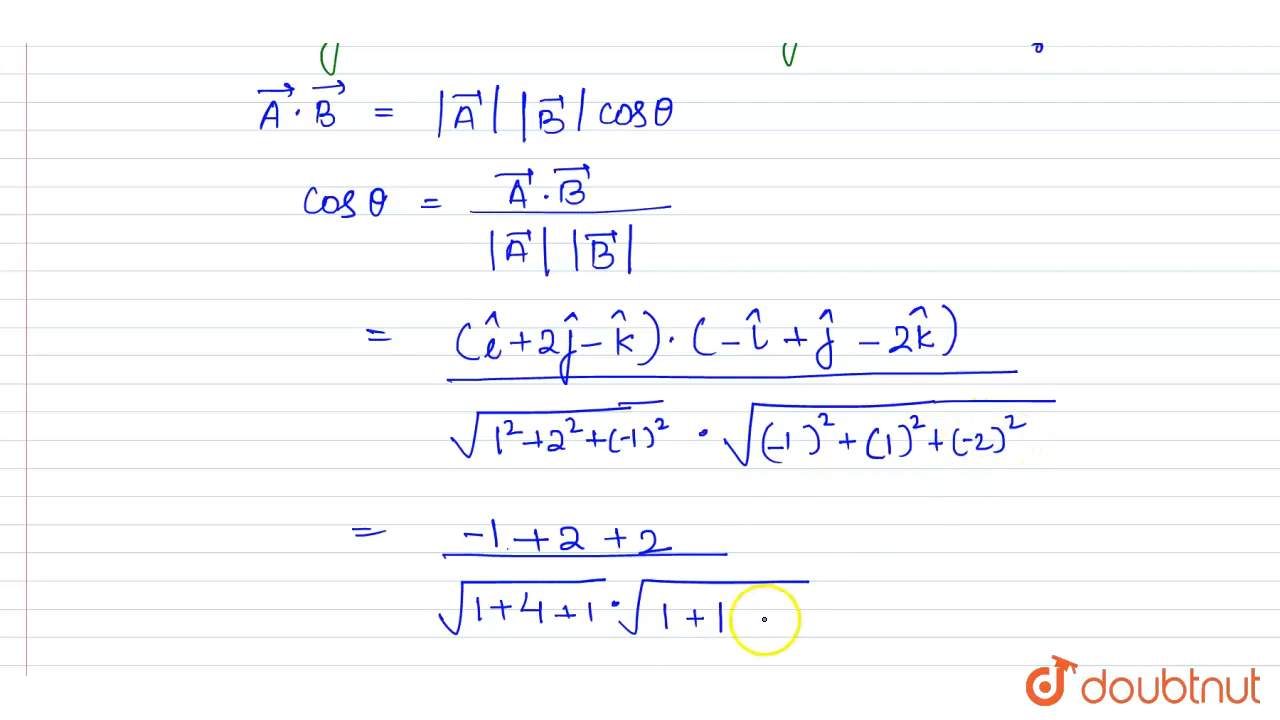 A⃗ · B⃗ = |A⃗| |B⃗| cosθ
cosθ = A⃗ · B⃗ / |A⃗| |B⃗|
= (î + 2ĵ - k̂) · (-î + ĵ - 2k̂) / √(1² + 2² + (-1)²) · √((-1)² + (1)² + (-2)²)
= -1 + 2 + 2 / √(1 + 4 + 1) · √(1 + 1
doubtnut